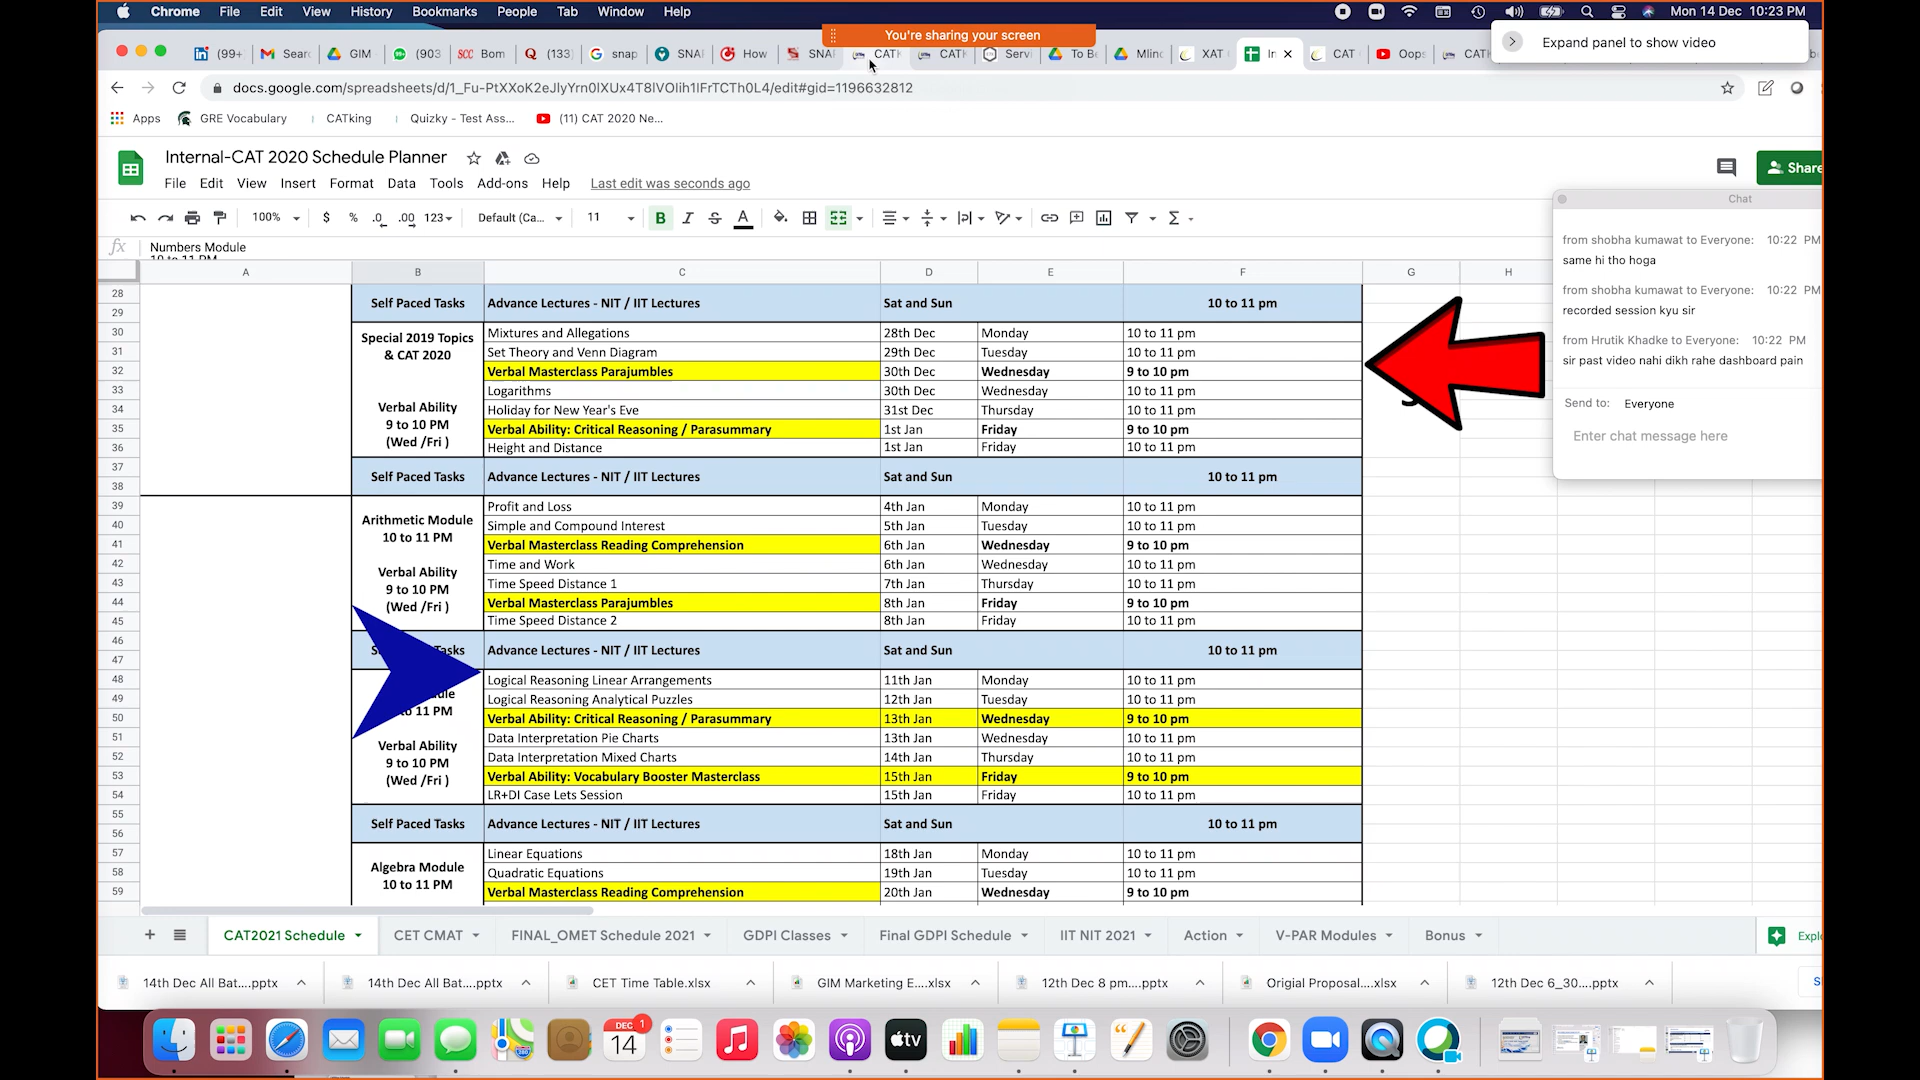 Chrome File Edit View History Bookmarks People Tab Window Help Mon 14 Dec 10:23 PM
You're sharing your screen
Expand panel to show video
(99+ Sear GIM (903 SCC Bom (133) snap SNA How SNAI CATH CATH Servi To Be Mlind XAT In CAT Oops CATH
docs.google.com/spreadsheets/d/
Apps GRE Vocabulary CATking Quizky - Test Ass... (11) CAT 2020 Ne...
Internal-CAT 2020 Schedule Planner
Share
File Edit View Insert Format Data Tools Add-ons Help Last edit was seconds ago
100% $ % .0 .00 123 Default (Ca... 11 B I S A
fx Numbers Module
10 to 11 PM
A B C D E F G H
28 Self Paced Tasks Advance Lectures - NIT / IIT Lectures Sat and Sun 10 to 11 pm
29
30 Special 2019 Topics Mixtures and Allegations 28th Dec Monday 10 to 11 pm
31 & CAT 2020 Set Theory and Venn Diagram 29th Dec Tuesday 10 to 11 pm
32 Verbal Masterclass Parajumbles 30th Dec Wednesday 9 to 10 pm
33 Logarithms 30th Dec Wednesday 10 to 11 pm
34 Verbal Ability Holiday for New Year's Eve 31st Dec Thursday 10 to 11 pm
35 9 to 10 PM Verbal Ability: Critical Reasoning / Parasummary 1st Jan Friday 9 to 10 pm
36 (Wed /Fri ) Height and Distance 1st Jan Friday 10 to 11 pm
37 Self Paced Tasks Advance Lectures - NIT / IIT Lectures Sat and Sun 10 to 11 pm
38
39 Profit and Loss 4th Jan Monday 10 to 11 pm
40 Arithmetic Module Simple and Compound Interest 5th Jan Tuesday 10 to 11 pm
41 10 to 11 PM Verbal Masterclass Reading Comprehension 6th Jan Wednesday 9 to 10 pm
42 Verbal Ability Time and Work 6th Jan Wednesday 10 to 11 pm
43 9 to 10 PM Time Speed Distance 1 7th Jan Thursday 10 to 11 pm
44 (Wed /Fri ) Verbal Masterclass Parajumbles 8th Jan Friday 9 to 10 pm
45 Time Speed Distance 2 8th Jan Friday 10 to 11 pm
46 Tasks Advance Lectures - NIT / IIT Lectures Sat and Sun 10 to 11 pm
47
48 Logical Reasoning Linear Arrangements 11th Jan Monday 10 to 11 pm
49 Logical Reasoning Analytical Puzzles 12th Jan Tuesday 10 to 11 pm
50 11 PM Verbal Ability: Critical Reasoning / Parasummary 13th Jan Wednesday 9 to 10 pm
51 Verbal Ability Data Interpretation Pie Charts 13th Jan Wednesday 10 to 11 pm
52 9 to 10 PM Data Interpretation Mixed Charts 14th Jan Thursday 10 to 11 pm
53 (Wed /Fri ) Verbal Ability: Vocabulary Booster Masterclass 15th Jan Friday 9 to 10 pm
54 LR+DI Case Lets Session 15th Jan Friday 10 to 11 pm
55 Self Paced Tasks Advance Lectures - NIT / IIT Lectures Sat and Sun 10 to 11 pm
56
57 Algebra Module Linear Equations 18th Jan Monday 10 to 11 pm
58 10 to 11 PM Quadratic Equations 19th Jan Tuesday 10 to 11 pm
59 Verbal Masterclass Reading Comprehension 20th Jan Wednesday 9 to 10 pm
Chat
from shobha kumawat to Everyone: 10:22 PM
same hi tho hoga
from shobha kumawat to Everyone: 10:22 PM
recorded session kyu sir
from Hrutik Khadke to Everyone: 10:22 PM
sir past video nahi dikh rahe dashboard pain
Send to: Everyone
Enter chat message here
CAT2021 Schedule CET CMAT FINAL_OMET Schedule 2021 GDPI Classes Final GDPI Schedule IIT NIT 2021 Action V-PAR Modules Bonus Explo
14th Dec All Bat....pptx 14th Dec All Bat....pptx CET Time Table.xlsx GIM Marketing E....xlsx 12th Dec 8 pm....pptx Origial Proposal....xlsx 12th Dec 6_30....pptx
DEC 1
14
tv